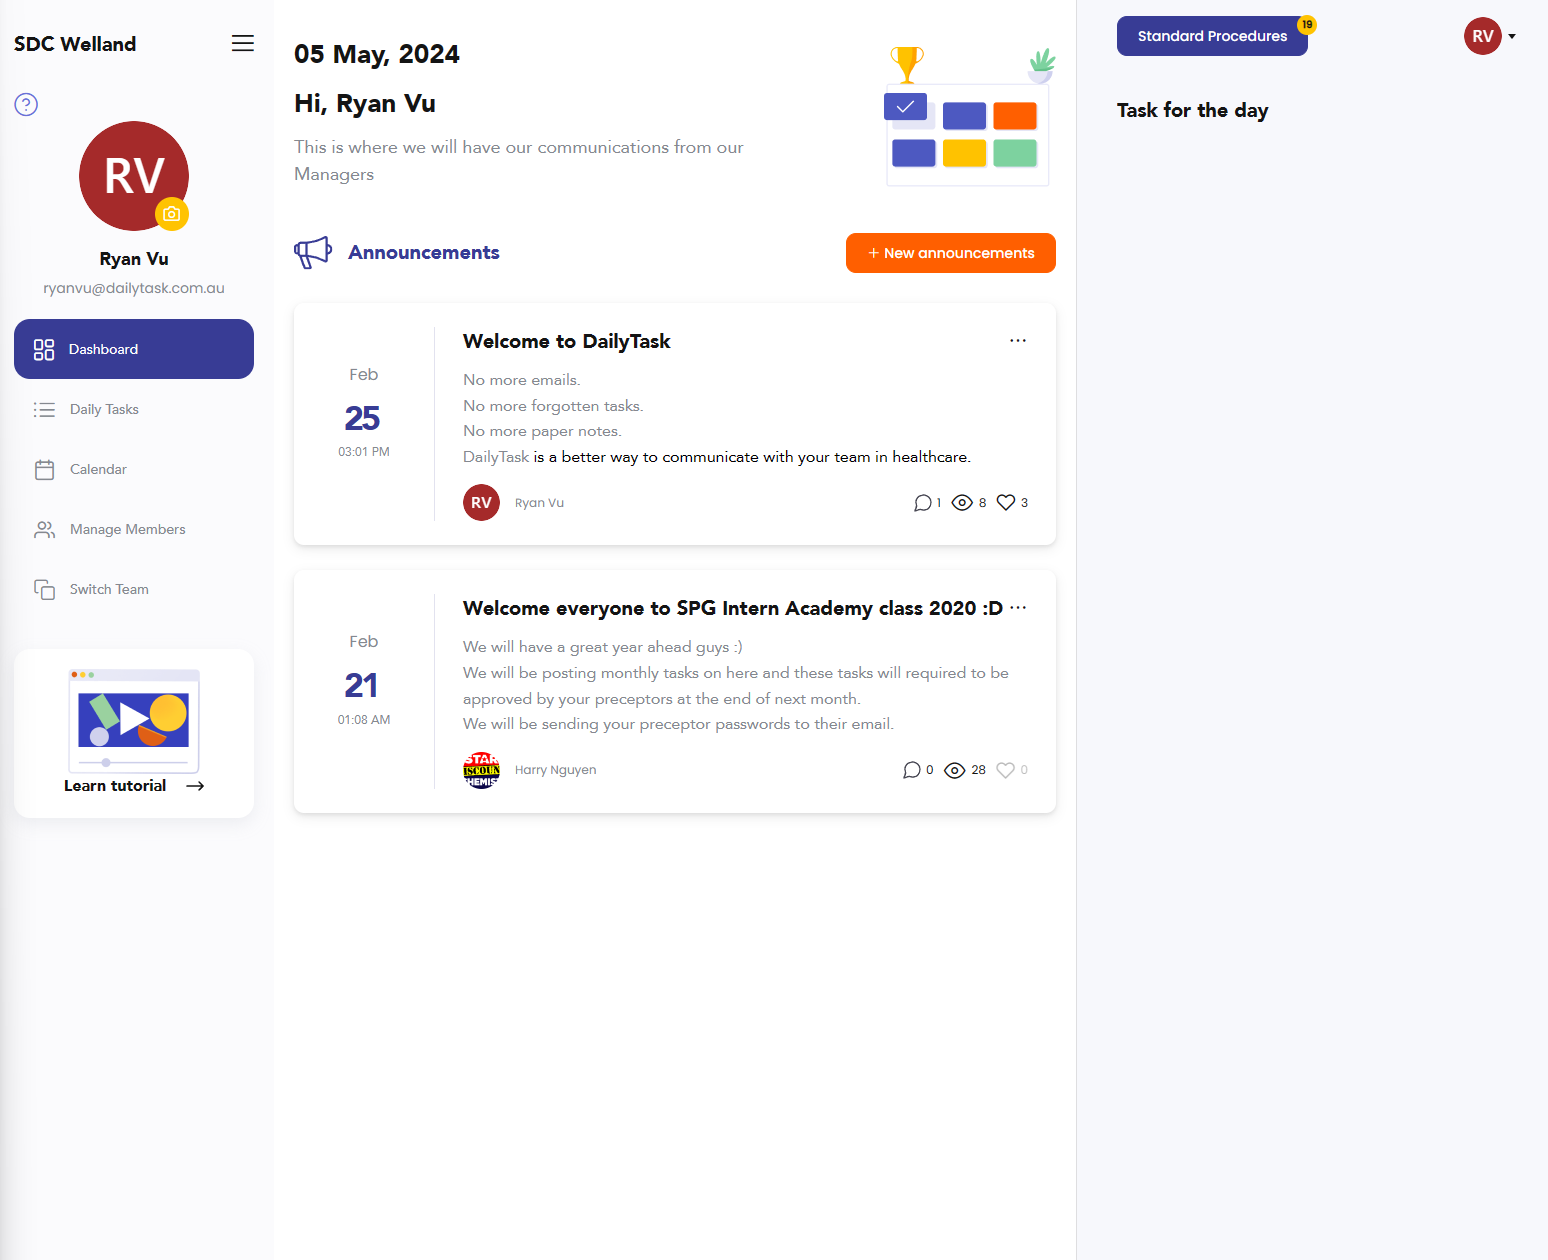 SDC Welland
?
RV
Ryan Vu
ryanvu@dailytask.com.au
Dashboard
Daily Tasks
Calendar
Manage Members
Switch Team
Learn tutorial
05 May, 2024
Hi, Ryan Vu
This is where we will have our communications from our
Managers
Announcements
+ New announcements
Feb
25
03:01 PM
Welcome to DailyTask
...
No more emails.
No more forgotten tasks.
No more paper notes.
DailyTask is a better way to communicate with your team in healthcare.
RV
Ryan Vu
1
8
3
Feb
21
01:08 AM
Welcome everyone to SPG Intern Academy class 2020 :D
...
We will have a great year ahead guys :)
We will be posting monthly tasks on here and these tasks will required to be
approved by your preceptors at the end of next month.
We will be sending your preceptor passwords to their email.
STAR
ISCOUN
HEMIS
Harry Nguyen
0
28
0
Standard Procedures
19
RV
Task for the day